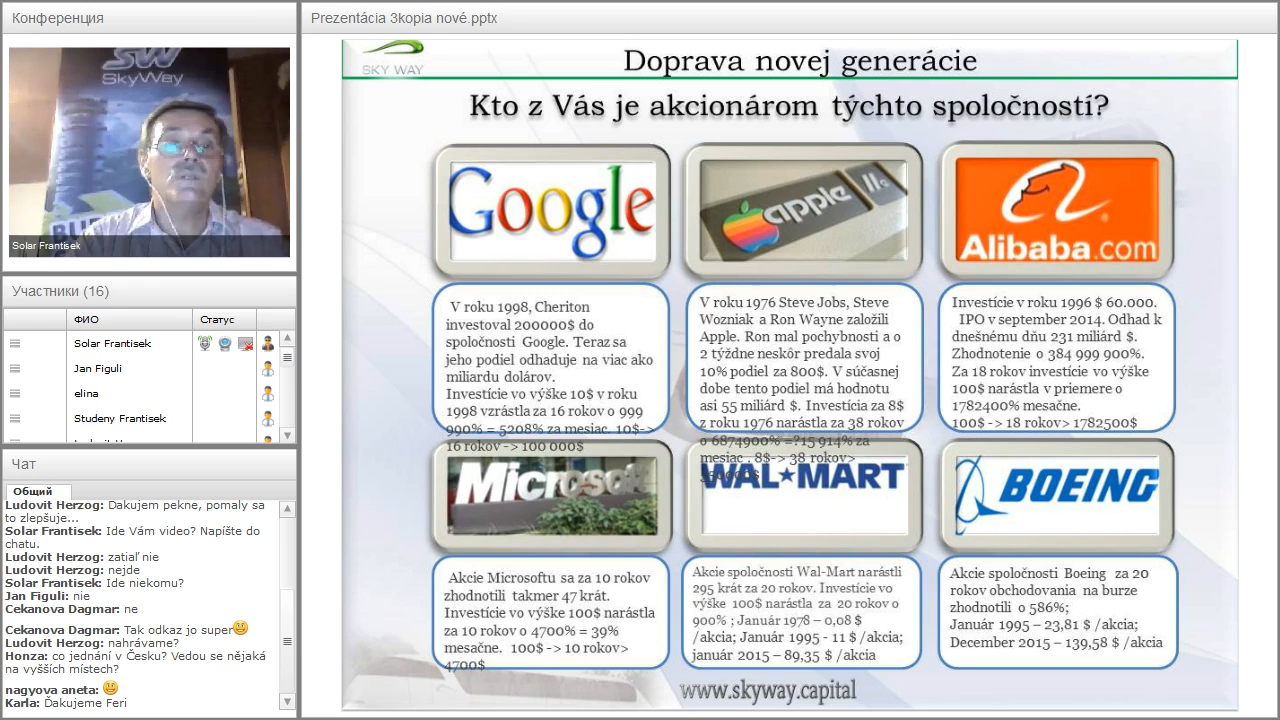 Конференция
SW
SkyWay
Solar Frantisek
Участники (16)
ФИО
Статус
Solar Frantisek
Jan Figuli
elina
Studeny Frantisek
Чат
Общий
Ludovit Herzog: Dakujem pekne, pomaly sa
to zlepšuje...
Solar Frantisek: Ide Vám video? Napíšte do
chatu.
Ludovit Herzog: zatiaľ nie
Ludovit Herzog: nejde
Solar Frantisek: Ide niekomu?
Jan Figuli: nie
Cekanova Dagmar: ne
Cekanova Dagmar: Tak odkaz jo super
Ludovit Herzog: nahrávame?
Honza: co jednání v Česku? Vedou se nějaká
na vyšších místech?
nagyova aneta:
Karla: Ďakujeme Feri
Prezentácia 3kopia nové.pptx
SKY WAY
Doprava novej generácie
Kto z Vás je akcionárom týchto spoločností?
Google
apple
Alibaba.com
V roku 1998, Cheriton
investoval 200000$ do
spoločnosti Google. Teraz sa
jeho podiel odhaduje na viac ako
miliardu dolárov.
Investície vo výške 10$ v roku
1998 vzrástla za 16 rokov o 999
990% = 5208% za mesiac. 10$->
16 rokov -> 100 000$
V roku 1976 Steve Jobs, Steve
Wozniak a Ron Wayne založili
Apple. Ron mal pochybnosti a o
2 týždne neskôr predala svoj
10% podiel za 800$. V súčasnej
dobe tento podiel má hodnotu
asi 55 miliárd $. Investícia za 8$
z roku 1976 narástla za 38 rokov
o 6874900% =?15 914% za
mesiac . 8$-> 38 rokov>
Investície v roku 1996 $ 60.000.
IPO v september 2014. Odhad k
dnešnému dňu 231 miliárd $.
Zhodnotenie o 384 999 900%.
Za 18 rokov investície vo výške
100$ narástla v priemere o
1782400% mesačne.
100$ -> 18 rokov> 1782500$
Microsoft
WAL★MART
BOEING
Akcie Microsoftu sa za 10 rokov
zhodnotili takmer 47 krát.
Investície vo výške 100$ narástla
za 10 rokov o 4700% = 39%
mesačne. 100$ -> 10 rokov>
4700$
Akcie spoločnosti Wal-Mart narástli
295 krát za 20 rokov. Investície vo
výške 100$ narástla za 20 rokov o
900% ; Január 1978 – 0,08 $
/akcia; Január 1995 - 11 $ /akcia;
január 2015 – 89,35 $ /akcia
Akcie spoločnosti Boeing za 20
rokov obchodovania na burze
zhodnotili o 586%;
Január 1995 – 23,81 $ /akcia;
December 2015 – 139,58 $ /akcia
www.skyway.capital